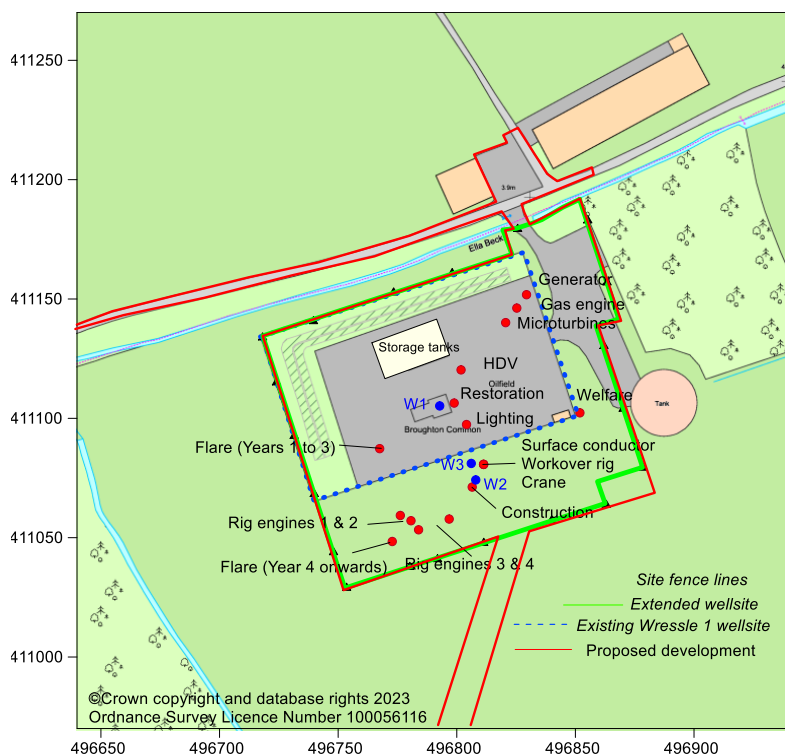 411250
411200
411150
411100
411050
411000
3.9m
Ella Beck
Generator
Gas engine
Microturbines
Storage tanks
HDV
Oilfield
Restoration
W1
Welfare
Tank
Lighting
Broughton Common
Flare (Years 1 to 3)
Surface conductor
W3
Workover rig
W2
Crane
Construction
Rig engines 1 & 2
Flare (Year 4 onwards)
Rig engines 3 & 4
Site fence lines
Extended wellsite
Existing Wressle 1 wellsite
Proposed development
©Crown copyright and database rights 2023
Ordnance Survey Licence Number 100056116
496650 496700 496750 496800 496850 496900